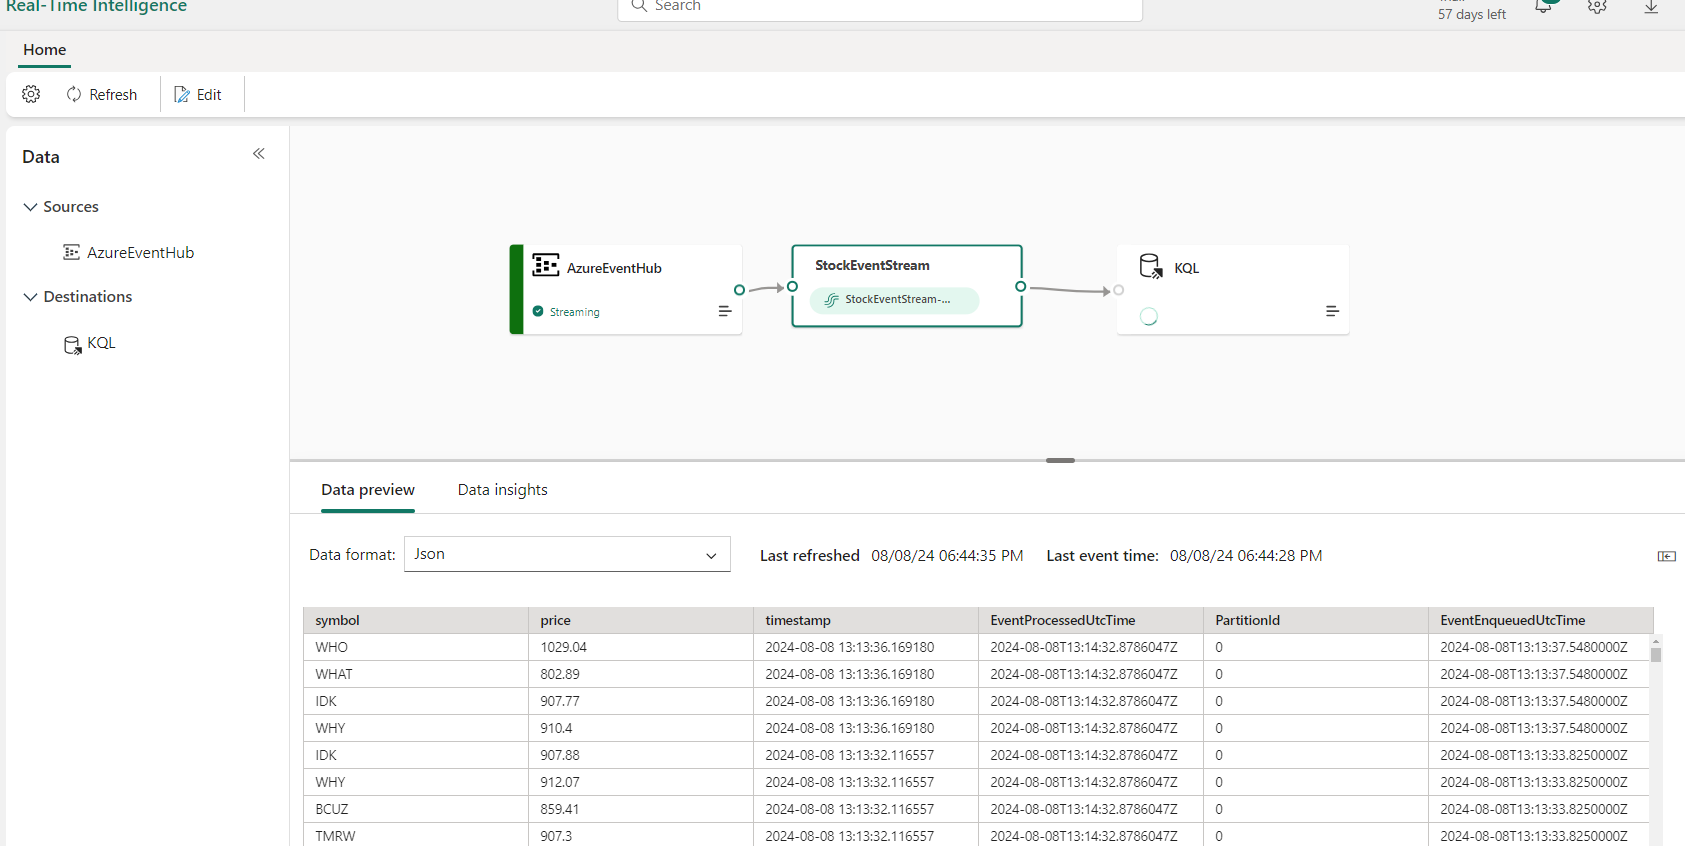 Real-Time Intelligence
Search
57 days left
Home
Refresh
Edit
Data
Sources
AzureEventHub
Destinations
KQL
AzureEventHub
Streaming
StockEventStream
StockEventStream-...
KQL
Data preview
Data insights
Data format: Json
Last refreshed 08/08/24 06:44:35 PM
Last event time: 08/08/24 06:44:28 PM
symbol price timestamp EventProcessedUtcTime PartitionId EventEnqueuedUtcTime
WHO 1029.04 2024-08-08 13:13:36.169180 2024-08-08T13:14:32.8786047Z 0 2024-08-08T13:13:37.5480000Z
WHAT 802.89 2024-08-08 13:13:36.169180 2024-08-08T13:14:32.8786047Z 0 2024-08-08T13:13:37.5480000Z
IDK 907.77 2024-08-08 13:13:36.169180 2024-08-08T13:14:32.8786047Z 0 2024-08-08T13:13:37.5480000Z
WHY 910.4 2024-08-08 13:13:36.169180 2024-08-08T13:14:32.8786047Z 0 2024-08-08T13:13:37.5480000Z
IDK 907.88 2024-08-08 13:13:32.116557 2024-08-08T13:14:32.8786047Z 0 2024-08-08T13:13:33.8250000Z
WHY 912.07 2024-08-08 13:13:32.116557 2024-08-08T13:14:32.8786047Z 0 2024-08-08T13:13:33.8250000Z
BCUZ 859.41 2024-08-08 13:13:32.116557 2024-08-08T13:14:32.8786047Z 0 2024-08-08T13:13:33.8250000Z
TMRW 907.3 2024-08-08 13:13:32.116557 2024-08-08T13:14:32.8786047Z 0 2024-08-08T13:13:33.8250000Z